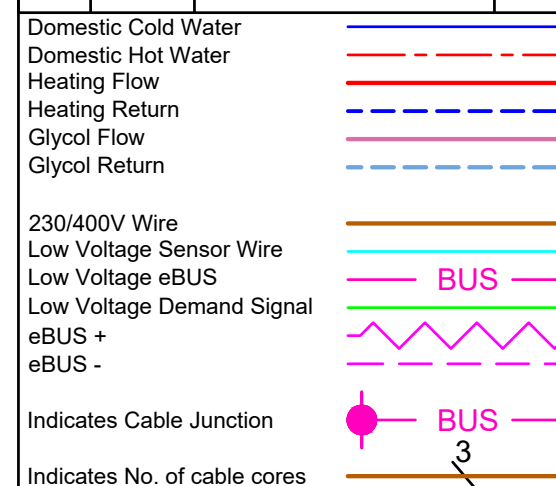 Domestic Cold Water
Domestic Hot Water
Heating Flow
Heating Return
Glycol Flow
Glycol Return
230/400V Wire
Low Voltage Sensor Wire
Low Voltage eBUS BUS
Low Voltage Demand Signal
eBUS +
eBUS -
Indicates Cable Junction BUS
3
Indicates No. of cable cores